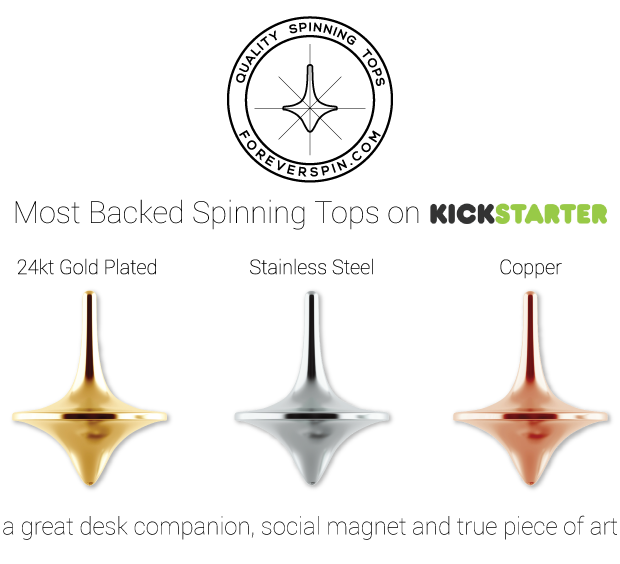 QUALITY SPINNING TOPS
FOREVERSPIN.COM
Most Backed Spinning Tops on KICKSTARTER
24kt Gold Plated
Stainless Steel
Copper
a great desk companion, social magnet and true piece of art